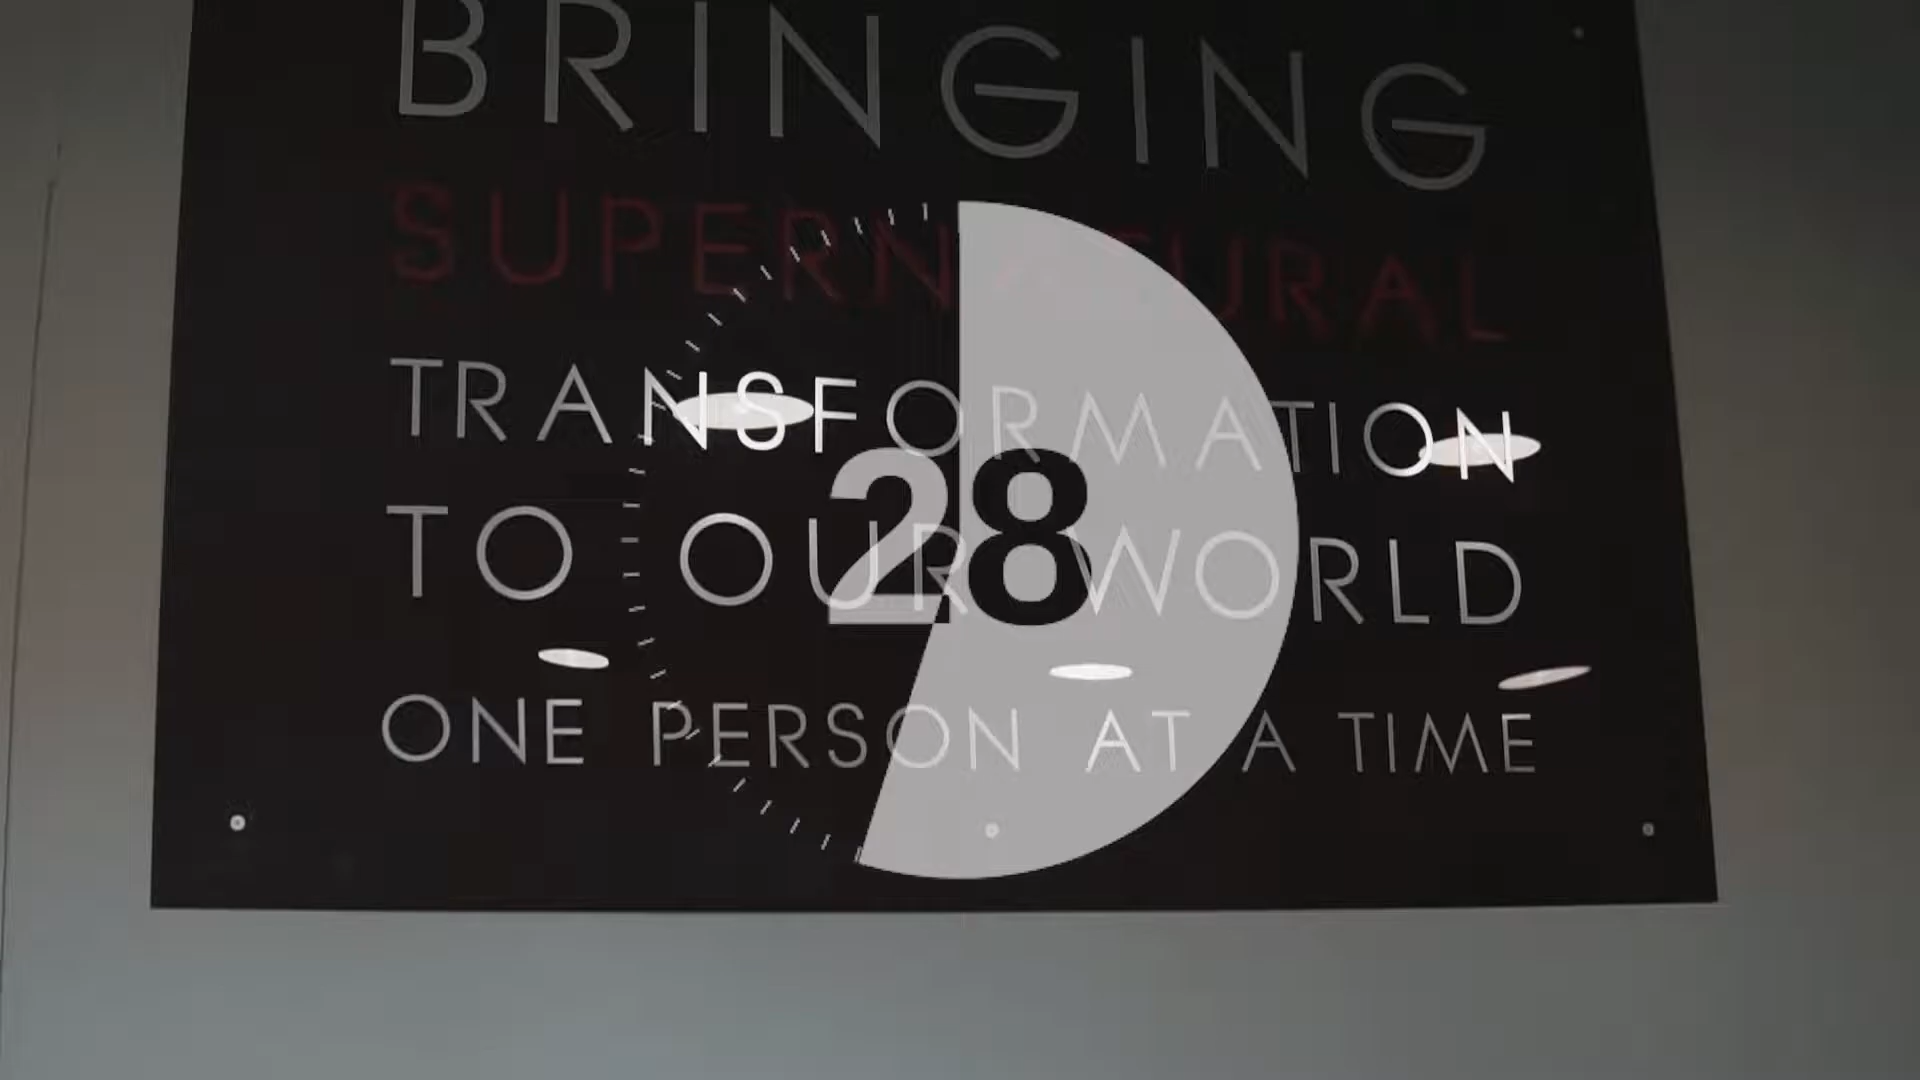 BRINGING
SUPERNATURAL
TRANSFORMATION
TO OUR WORLD
28
ONE PERSON AT A TIME